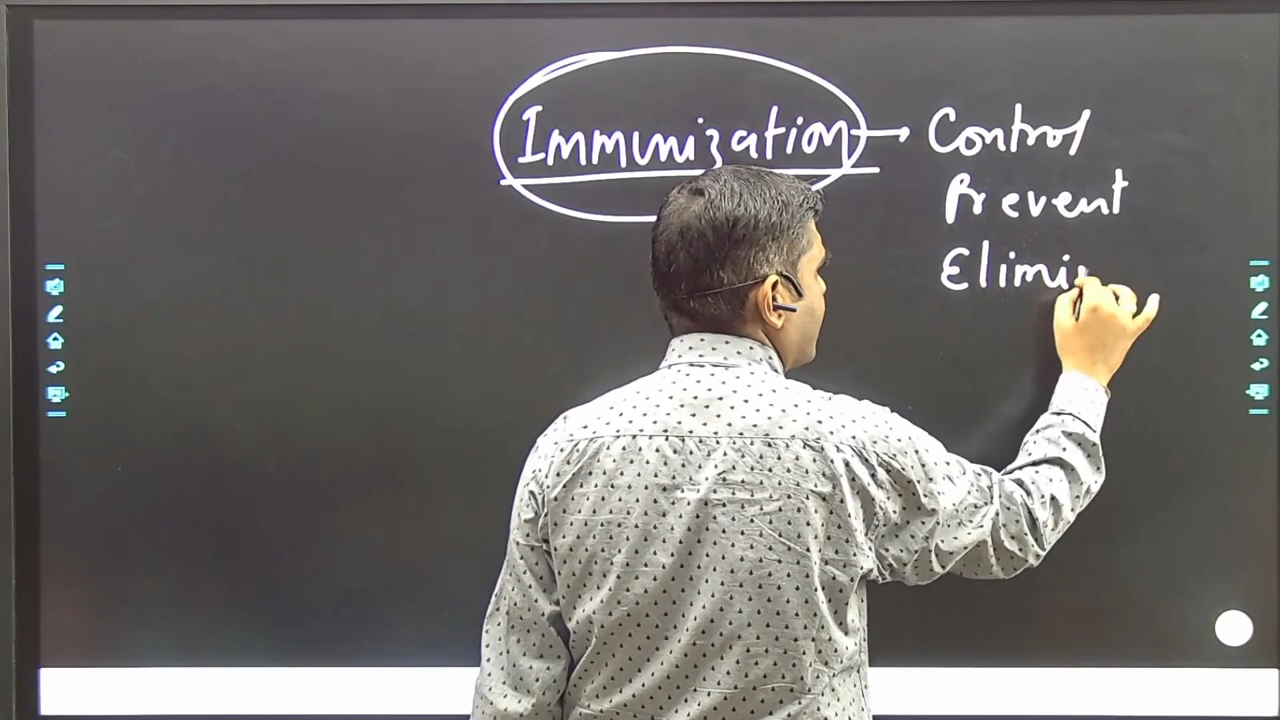 Immunization → Control
Prevent
Elimi